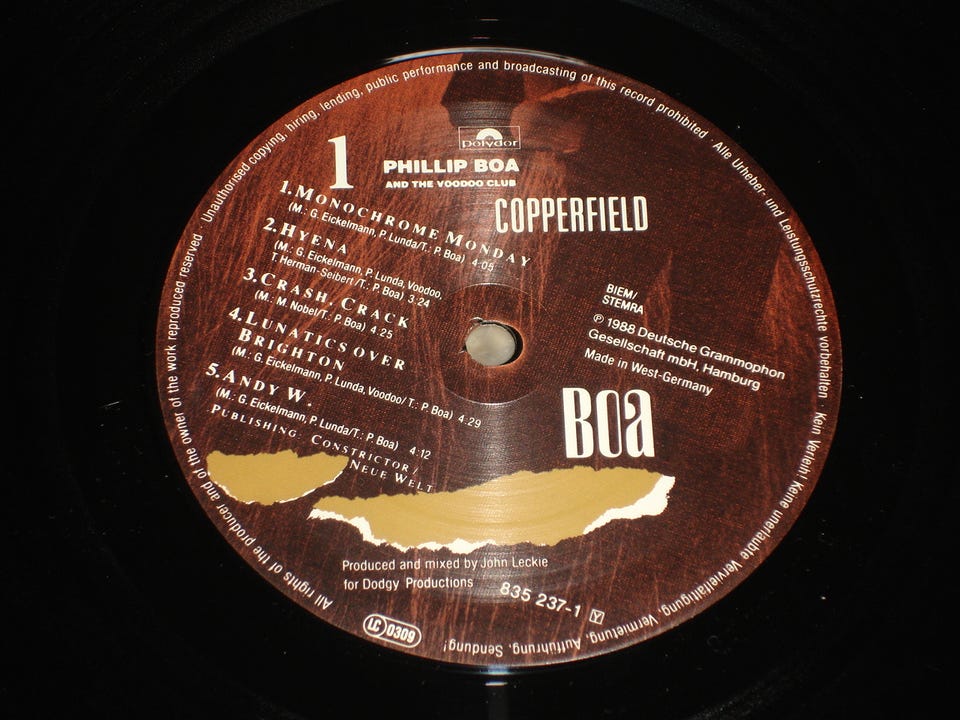 Unauthorised copying, hiring, lending, public performance and broadcasting of this record prohibited · Alle Urheber- und Leistungsschutzrechte vorbehalten Kein Verleih! Keine unerlaubte Vervielfältigung, Vermietung, Aufführung, Sendung!
All rights of the producer and of the owner of the work reproduced reserved ·
polydor
1
PHILLIP BOA
AND THE VOODOO CLUB
COPPERFIELD
1. MONOCHROME MONDAY
(M.: G. Eickelmann, P. Lunda/T.: P. Boa) 4:05
2. HYENA
(M.: G. Eickelmann, P. Lunda, Voodoo,
T. Herman-Seibert/T.: P. Boa) 3:24
3. CRASH, CRACK
(M.: M. Nobel/T.: P. Boa) 4:25
4. LUNATICS OVER
BRIGHTON
(M.: G. Eickelmann, P. Lunda, Voodoo/ T.: P. Boa) 4:29
5. ANDY W.
(M.: G. Eickelmann, P. Lunda/T.: P. Boa) 4:12
PUBLISHING: CONSTRICTOR/
NEUE WELT
BIEM/
STEMRA
℗ 1988 Deutsche Grammophon
Gesellschaft mbH, Hamburg
Made in West-Germany
BOa
Produced and mixed by John Leckie
for Dodgy Productions
835 237-1 Y
LC 0309